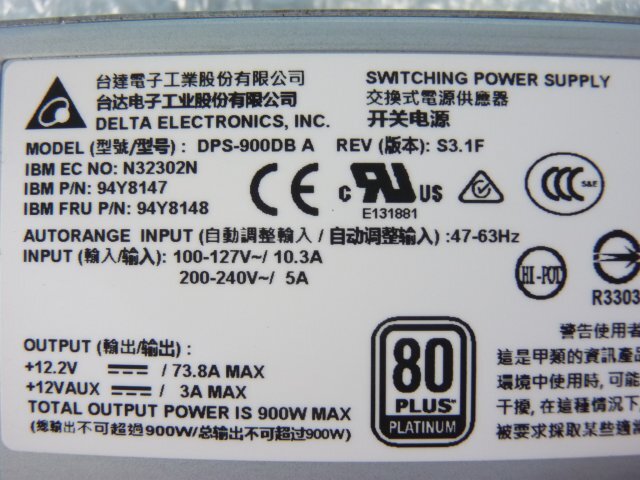 台達電子工業股份有限公司
台达电子工业股份有限公司
DELTA ELECTRONICS, INC.
SWITCHING POWER SUPPLY
交換式電源供應器
开关电源
MODEL (型號/型号) : DPS-900DB A REV (版本): S3.1F
IBM EC NO: N32302N
IBM P/N: 94Y8147
IBM FRU P/N: 94Y8148
CE
c RU US
E131881
CCC S&E
AUTORANGE INPUT (自動調整輸入 / 自动调整输入) :47-63Hz
INPUT (輸入/输入): 100-127V~/ 10.3A
200-240V~/ 5A
HI-POT
R3303
OUTPUT (輸出/输出) :
+12.2V ⎓ / 73.8A MAX
+12VAUX ⎓ / 3A MAX
TOTAL OUTPUT POWER IS 900W MAX
(總輸出不可超過900W/总输出不可超过900W)
80
PLUS
PLATINUM
警告使用者
這是甲類的資訊產品
環境中使用時, 可能
干擾, 在這種情況下
被要求採取某些適